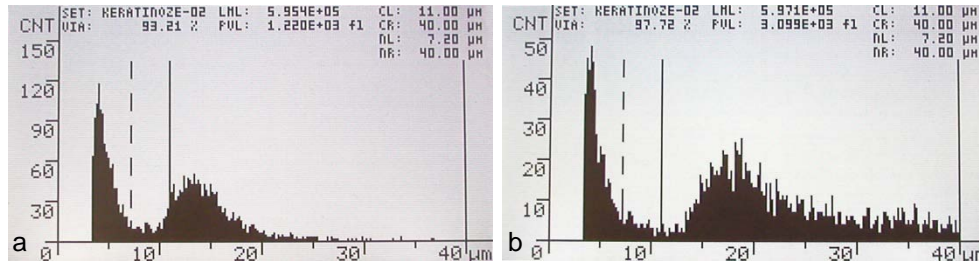 SET: KERATINOZE-02 LML: 5.954E+05 CL: 11.00 µm
CNT VIA: 93.21 % PVL: 1.220E+03 fl CR: 40.00 µm
NL: 7.20 µm
NR: 40.00 µm
150
120
90
60
30
0 10 20 30 40 µm
a
SET: KERATINOZE-02 LML: 5.971E+05 CL: 11.00 µm
CNT VIA: 97.72 % PVL: 3.099E+03 fl CR: 40.00 µm
NL: 7.20 µm
NR: 40.00 µm
50
40
30
20
10
0 10 20 30 40 µm
b